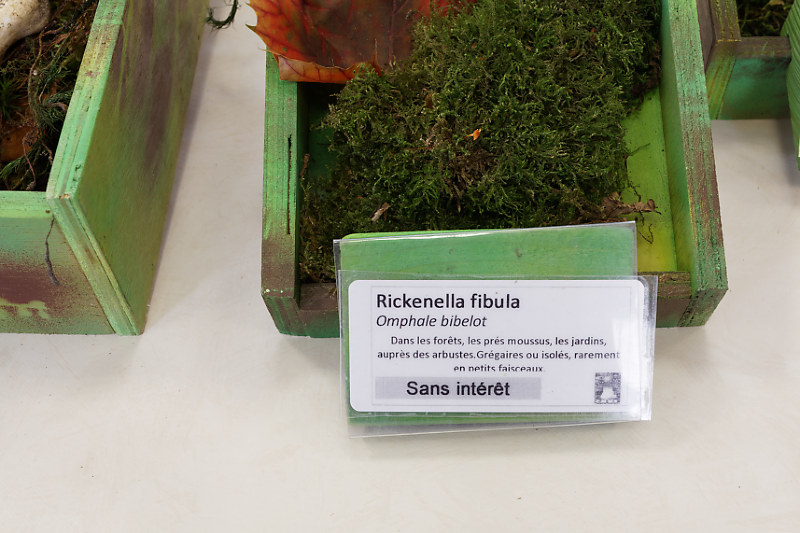 Rickenella fibula
Omphale bibelot
Dans les forêts, les prés moussus, les jardins,
auprès des arbustes.Grégaires ou isolés, rarement
en petits faisceaux.
Sans intérêt